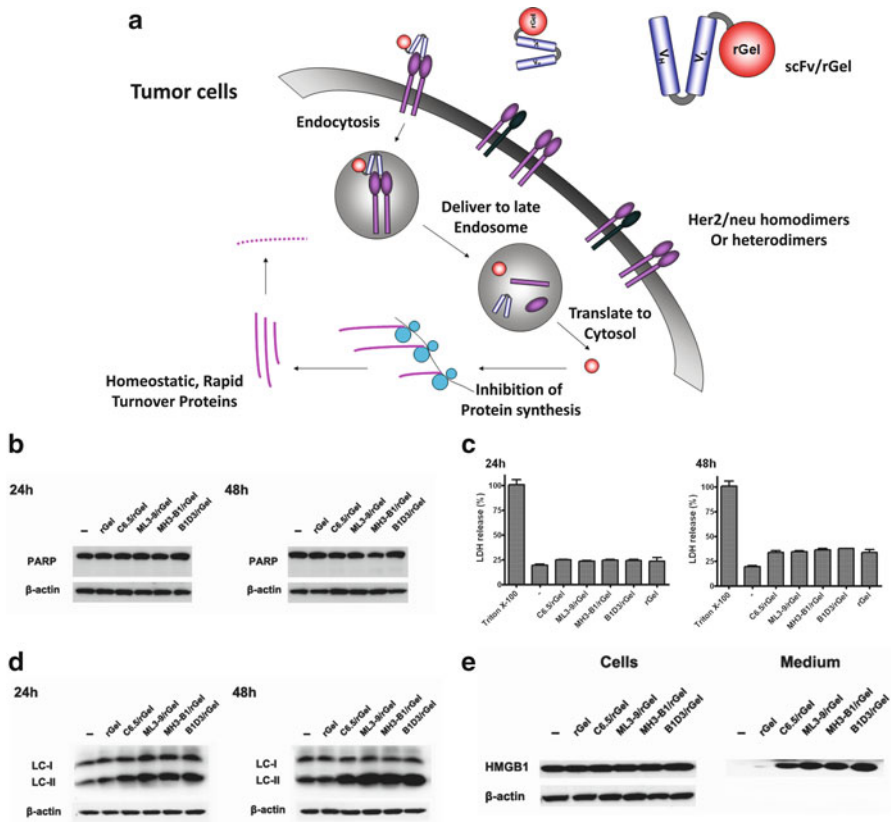 a
rGel
V_H
V_L
rGel
scFv/rGel
Tumor cells
Endocytosis
Deliver to late
Endosome
Her2/neu homodimers
Or heterodimers
Translate to
Cytosol
Inhibition of
Protein synthesis
Homeostatic, Rapid
Turnover Proteins
b
24h
– rGel C6.5/rGel ML3-9/rGel MH3-B1/rGel B1D3/rGel
PARP
β-actin
48h
– rGel C6.5/rGel ML3-9/rGel MH3-B1/rGel B1D3/rGel
PARP
β-actin
c
24h
LDH release (%)
100
75
50
25
0
Triton X-100 - C6.5/rGel ML3-9/rGel MH3-B1/rGel B1D3/rGel rGel
48h
LDH release (%)
100
75
50
25
0
Triton X-100 - C6.5/rGel ML3-9/rGel MH3-B1/rGel B1D3/rGel rGel
d
24h
– rGel C6.5/rGel ML3-9/rGel MH3-B1/rGel B1D3/rGel
LC-I
LC-II
β-actin
48h
– rGel C6.5/rGel ML3-9/rGel MH3-B1/rGel B1D3/rGel
LC-I
LC-II
β-actin
e
Cells
– rGel C6.5/rGel ML3-9/rGel MH3-B1/rGel B1D3/rGel
HMGB1
β-actin
Medium
– rGel C6.5/rGel ML3-9/rGel MH3-B1/rGel B1D3/rGel